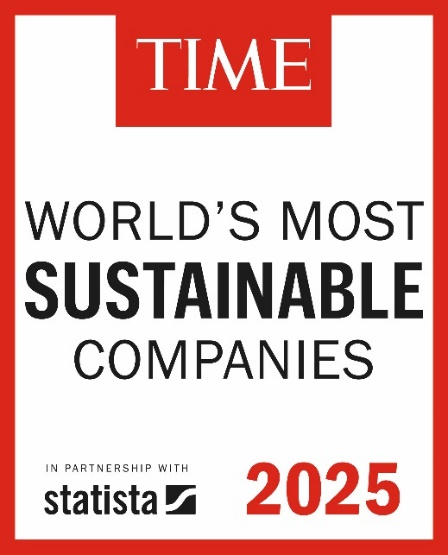 TIME
WORLD'S MOST
SUSTAINABLE
COMPANIES
IN PARTNERSHIP WITH
statista
2025